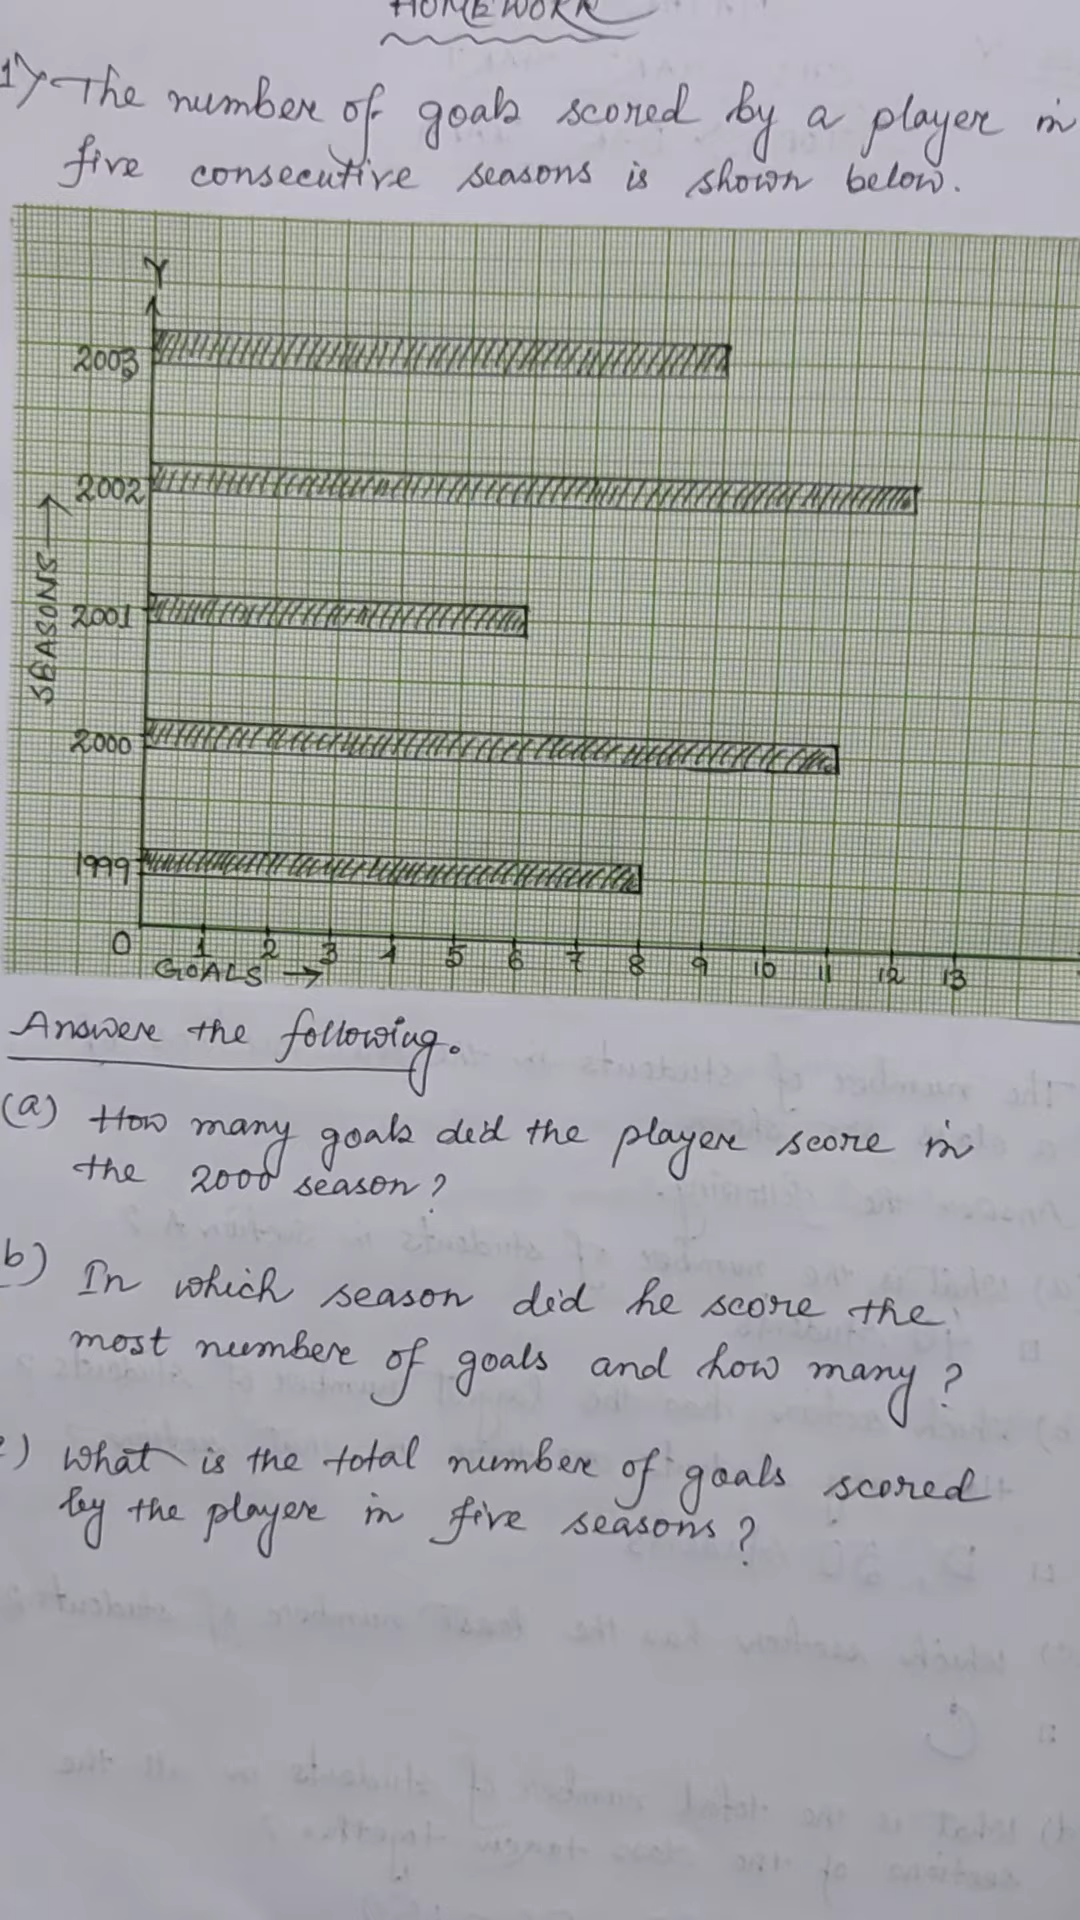 HOMEWORK
1) The number of goals scored by a player in
five consecutive seasons is shown below.
Y
2003
2002
2001
2000
1999
SEASONS
0 1 2 3 4 5 6 7 8 9 10 11 12 13
GOALS
Answer the following.
(a) How many goals did the player score in
the 2000 season?
b) In which season did he score the
most number of goals and how many?
) What is the total number of goals scored
by the player in five seasons?